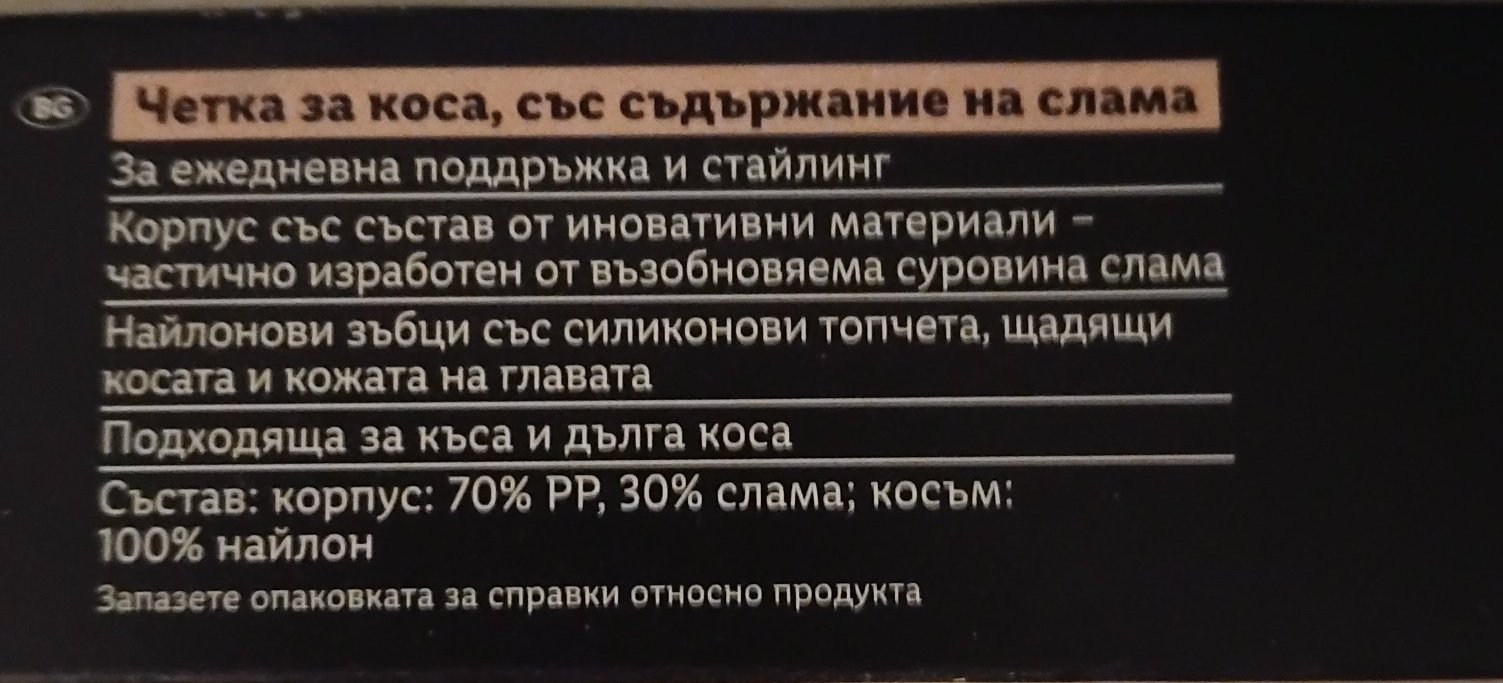 BG
Четка за коса, със съдържание на слама
За ежедневна поддръжка и стайлинг
Корпус със състав от иновативни материали –
частично изработен от възобновяема суровина слама
Найлонови зъбци със силиконови топчета, щадящи
косата и кожата на главата
Подходяща за къса и дълга коса
Състав: корпус: 70% PP, 30% слама; косъм:
100% найлон
Запазете опаковката за справки относно продукта